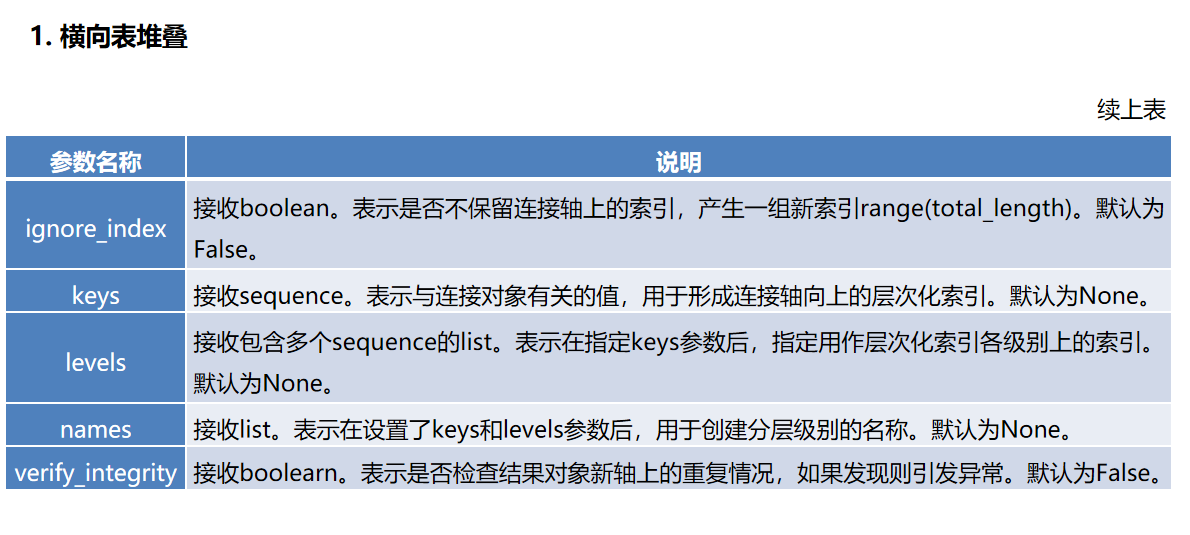 1. 横向表堆叠
续上表
参数名称 说明
ignore_index 接收boolean。表示是否不保留连接轴上的索引，产生一组新索引range(total_length)。默认为
False。
keys 接收sequence。表示与连接对象有关的值，用于形成连接轴向上的层次化索引。默认为None。
levels 接收包含多个sequence的list。表示在指定keys参数后，指定用作层次化索引各级别上的索引。
默认为None。
names 接收list。表示在设置了keys和levels参数后，用于创建分层级别的名称。默认为None。
verify_integrity 接收boolearn。表示是否检查结果对象新轴上的重复情况，如果发现则引发异常。默认为False。